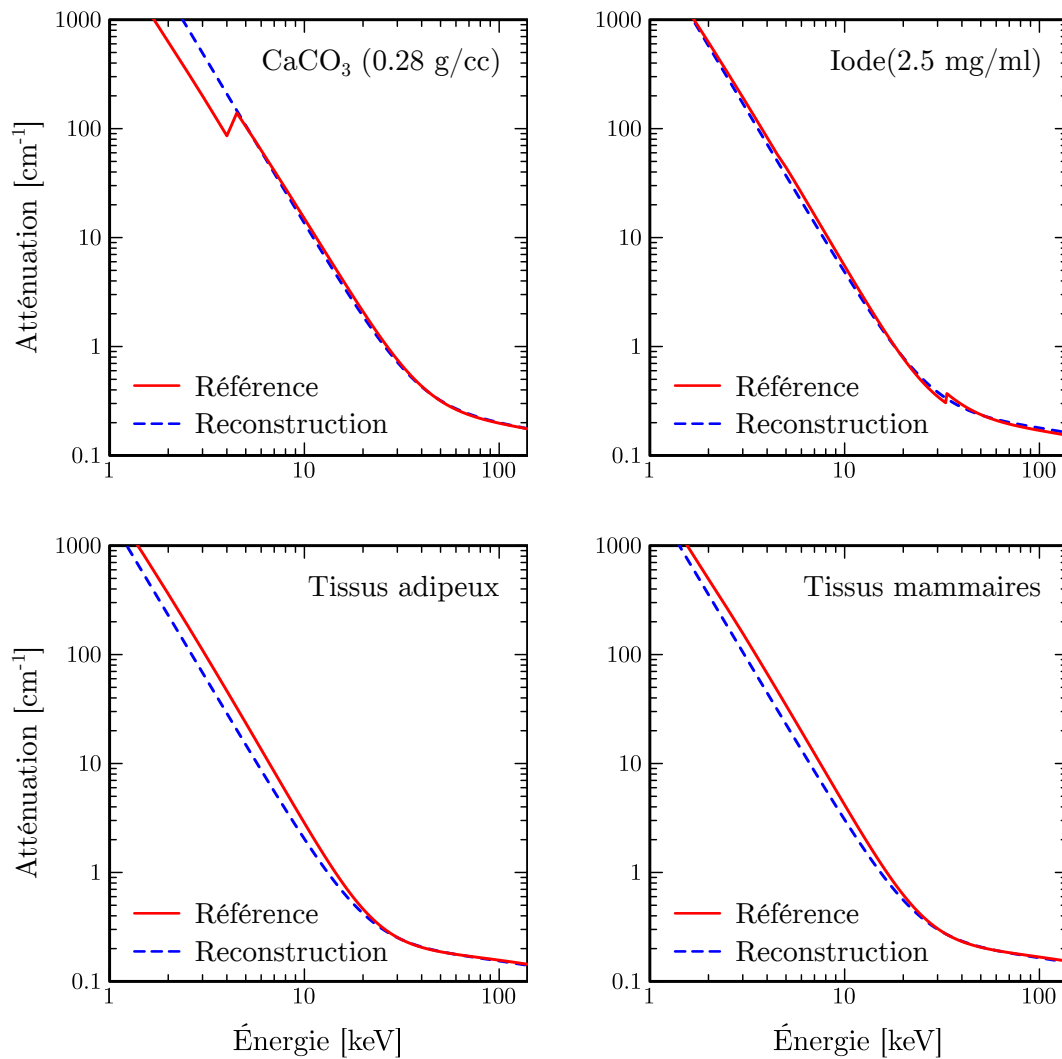 1000
100
10
1
0.1
Atténuation [cm-1]
CaCO3 (0.28 g/cc)
Référence
Reconstruction
1
10
100
1000
100
10
1
0.1
Iode(2.5 mg/ml)
Référence
Reconstruction
1
10
100
1000
100
10
1
0.1
Atténuation [cm-1]
Tissus adipeux
Référence
Reconstruction
1
10
100
Énergie [keV]
1000
100
10
1
0.1
Tissus mammaires
Référence
Reconstruction
1
10
100
Énergie [keV]